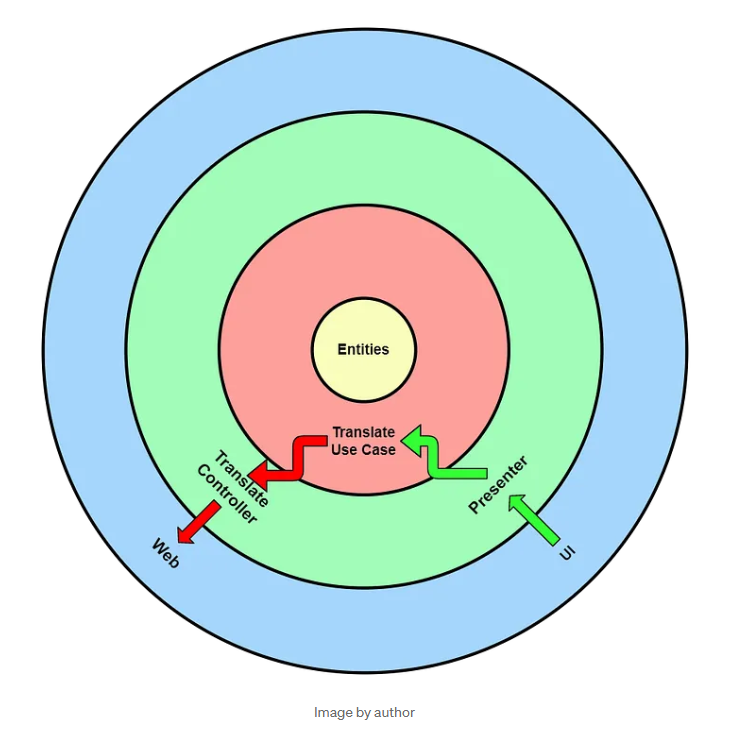 Entities
Translate
Use Case
Translate
Controller
Presenter
Web
UI
Image by author